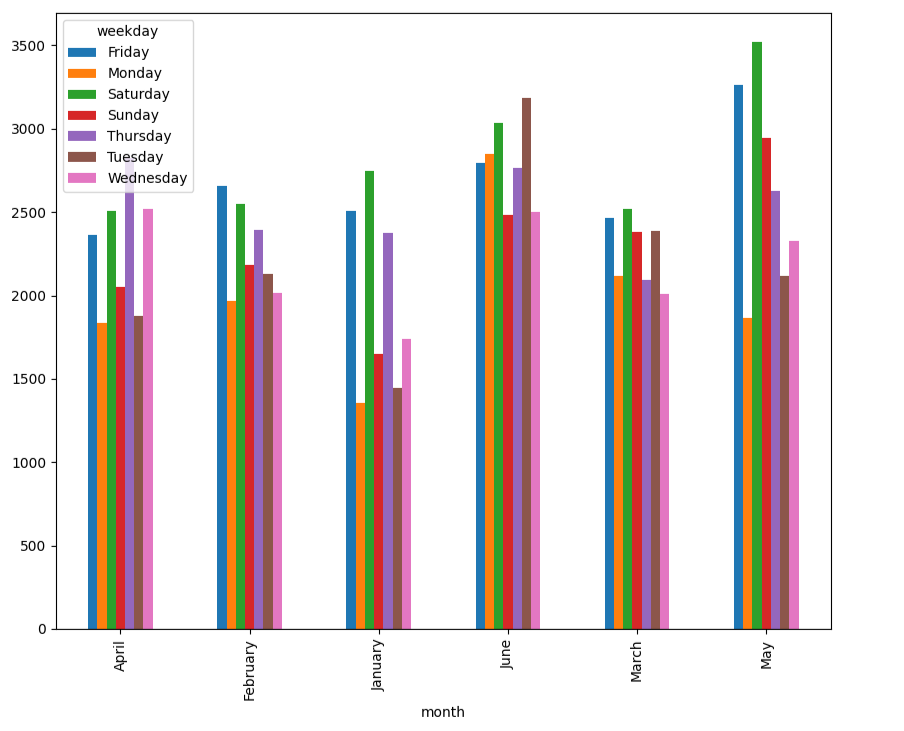 weekday
Friday
Monday
Saturday
Sunday
Thursday
Tuesday
Wednesday
3500
3000
2500
2000
1500
1000
500
0
April
February
January
June
March
May
month